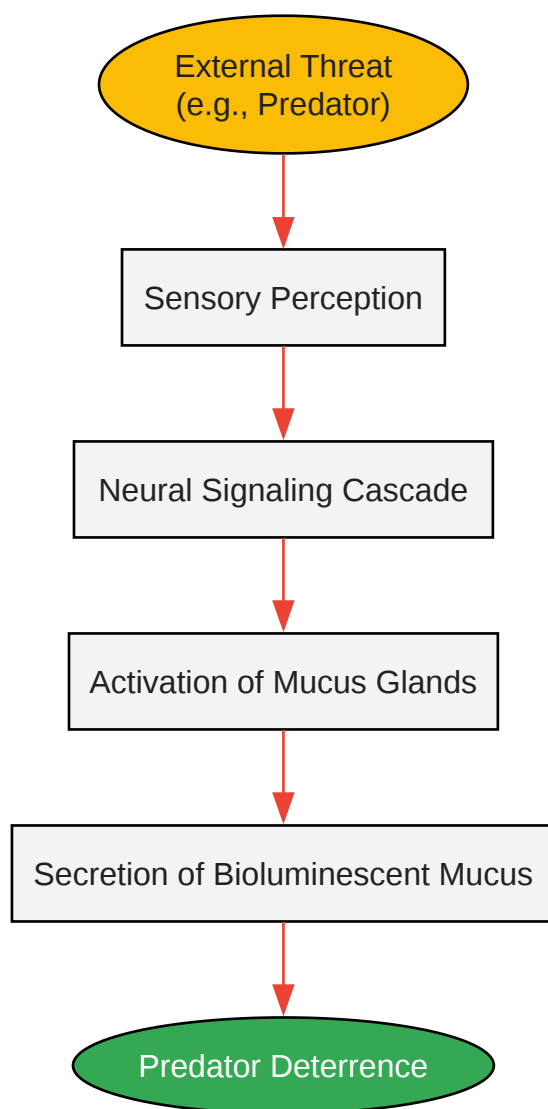 External Threat
(e.g., Predator)
Sensory Perception
Neural Signaling Cascade
Activation of Mucus Glands
Secretion of Bioluminescent Mucus
Predator Deterrence